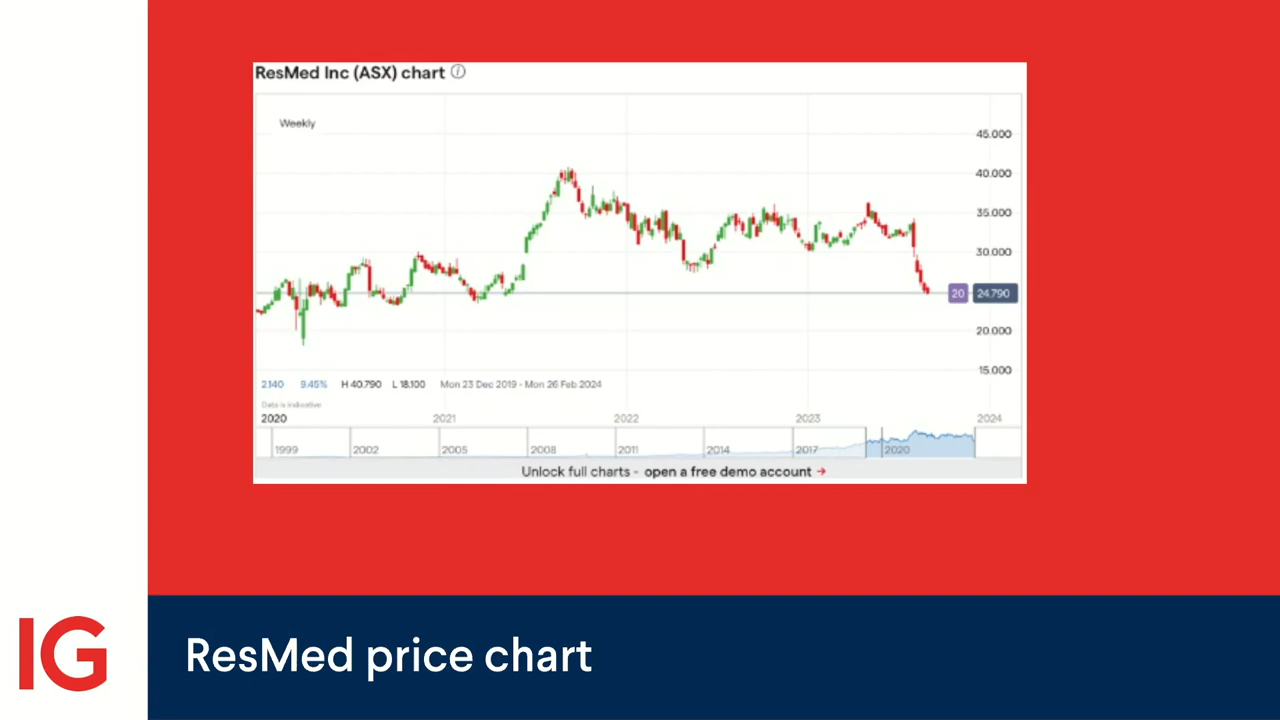 ResMed Inc (ASX) chart
Weekly
45.000
40.000
35.000
30.000
20 24.790
20.000
15.000
2.140 9.45% H 40.790 L 18.100 Mon 23 Dec 2019 - Mon 26 Feb 2024
Data is indicative
2020 2021 2022 2023 2024
1999 2002 2005 2008 2011 2014 2017 2020
Unlock full charts - open a free demo account →
IG
ResMed price chart